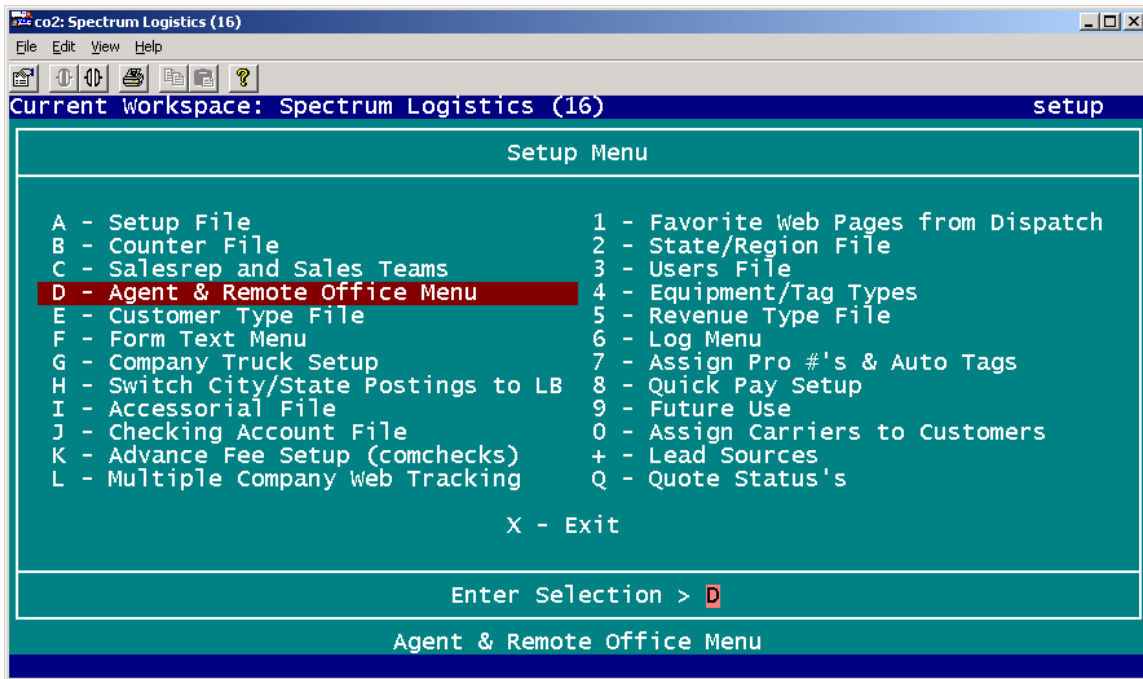 co2: Spectrum Logistics (16)
File Edit View Help
Current Workspace: Spectrum Logistics (16) setup
Setup Menu
A - Setup File 1 - Favorite Web Pages from Dispatch
B - Counter File 2 - State/Region File
C - Salesrep and Sales Teams 3 - Users File
D - Agent & Remote Office Menu 4 - Equipment/Tag Types
E - Customer Type File 5 - Revenue Type File
F - Form Text Menu 6 - Log Menu
G - Company Truck Setup 7 - Assign Pro #'s & Auto Tags
H - Switch City/State Postings to LB 8 - Quick Pay Setup
I - Accessorial File 9 - Future Use
J - Checking Account File 0 - Assign Carriers to Customers
K - Advance Fee Setup (comchecks) + - Lead Sources
L - Multiple Company Web Tracking Q - Quote Status's
X - Exit
Enter Selection > D
Agent & Remote Office Menu